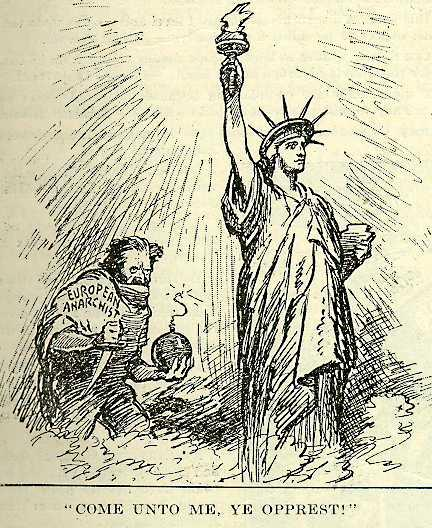 EUROPEAN
ANARCHIST
"COME UNTO ME, YE OPPREST!"